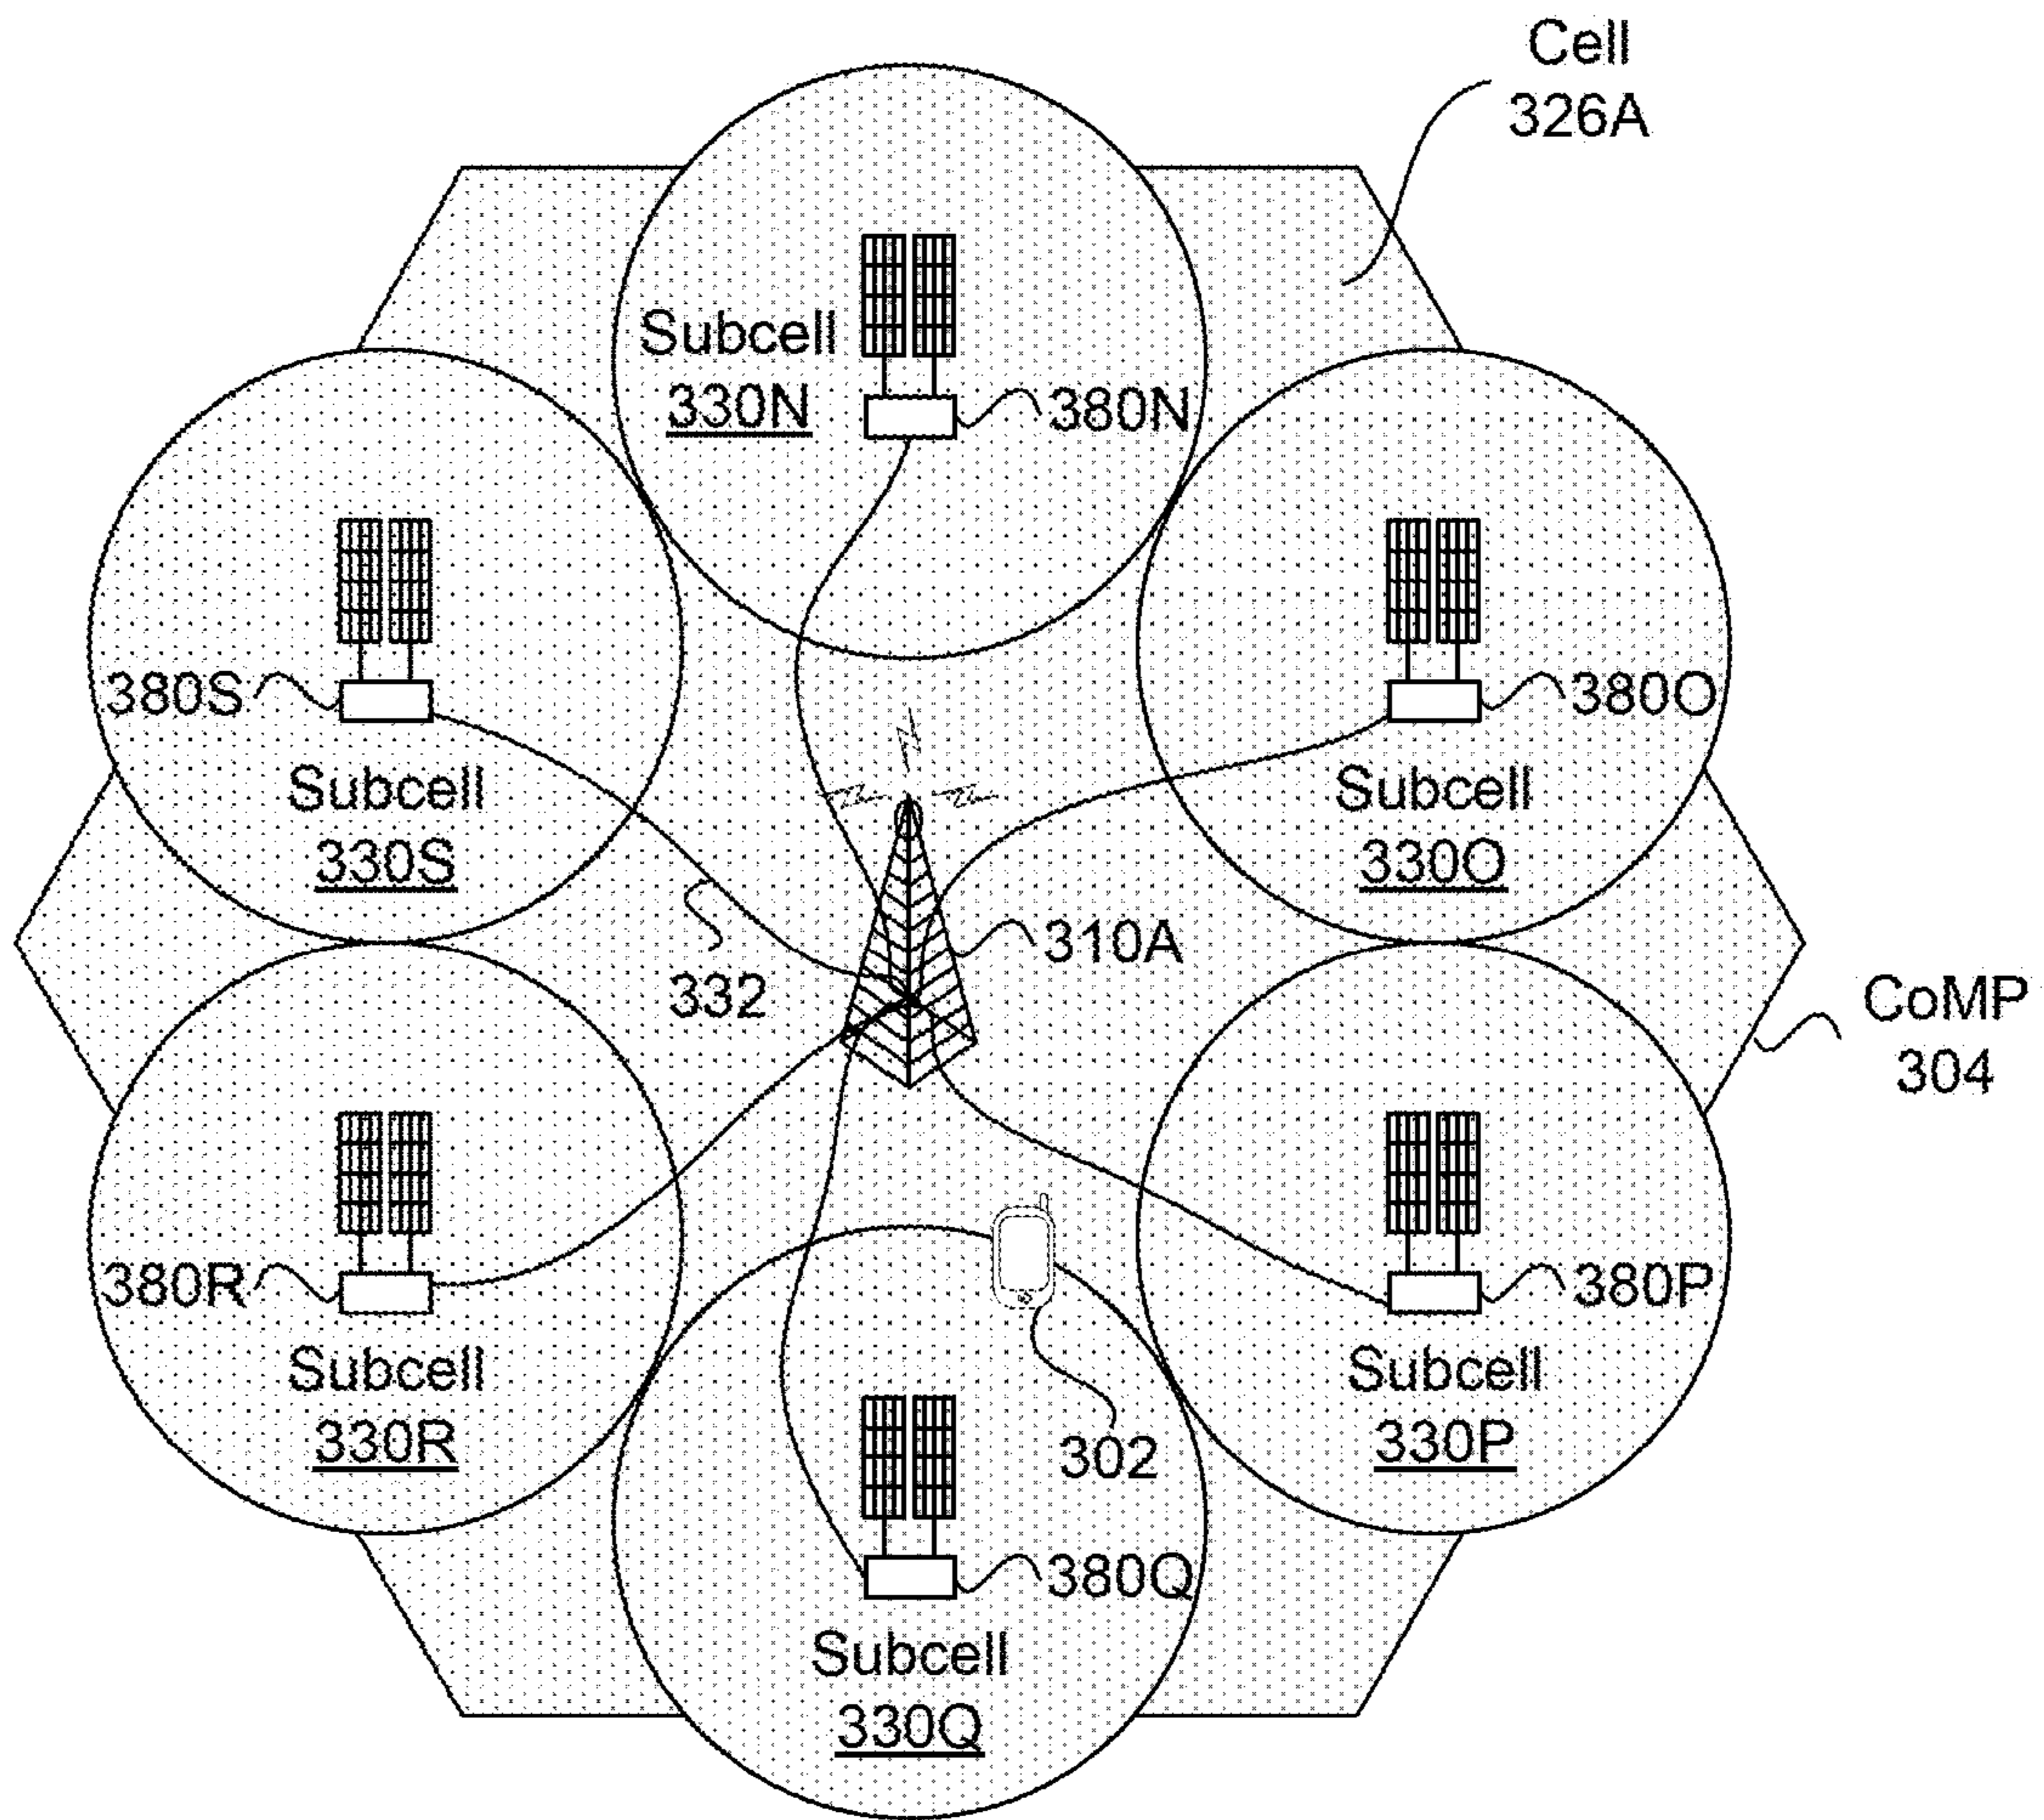 Cell
326A
Subcell
330N
380N
380S
380O
Subcell
330S
Subcell
330O
310A
332
CoMP
304
380R
380P
Subcell
330R
Subcell
330P
302
380Q
Subcell
330Q